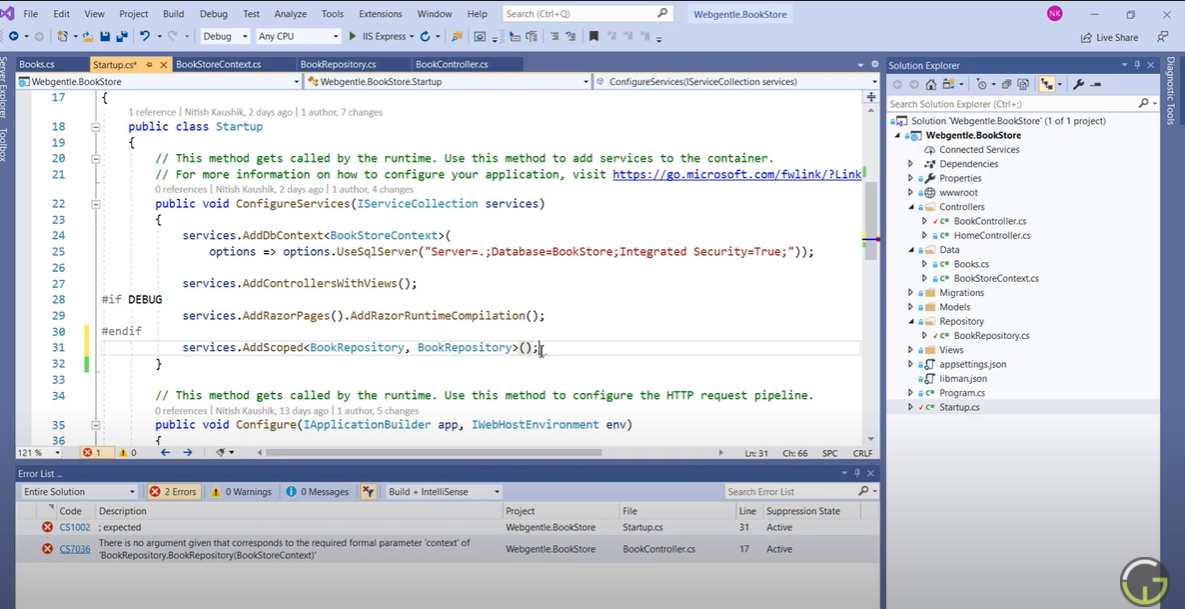 File Edit View Project Build Debug Test Analyze Tools Extensions Window Help Search (Ctrl+Q) Webgentle.BookStore NK
Debug Any CPU IIS Express Live Share
Server Explorer
Toolbox
Books.cs Startup.cs* BookStoreContext.cs BookRepository.cs BookController.cs
Webgentle.BookStore Webgentle.BookStore.Startup ConfigureServices(IServiceCollection services)
17 {
1 reference | Nitish Kaushik, 2 days ago | 1 author, 7 changes
18 public class Startup
19 {
20 // This method gets called by the runtime. Use this method to add services to the container.
21 // For more information on how to configure your application, visit https://go.microsoft.com/fwlink/?Link
0 references | Nitish Kaushik, 2 days ago | 1 author, 4 changes
22 public void ConfigureServices(IServiceCollection services)
23 {
24 services.AddDbContext<BookStoreContext>(
25 options => options.UseSqlServer("Server=.;Database=BookStore;Integrated Security=True;"));
26
27 services.AddControllersWithViews();
28 #if DEBUG
29 services.AddRazorPages().AddRazorRuntimeCompilation();
30 #endif
31 services.AddScoped<BookRepository, BookRepository>();
32 }
33
34 // This method gets called by the runtime. Use this method to configure the HTTP request pipeline.
0 references | Nitish Kaushik, 13 days ago | 1 author, 5 changes
35 public void Configure(IApplicationBuilder app, IWebHostEnvironment env)
36 {
121 % 1 0 Ln: 31 Ch: 66 SPC CRLF
Error List ...
Entire Solution 2 Errors 0 Warnings 0 Messages Build + IntelliSense Search Error List
Code Description Project File Line Suppression State
CS1002 ; expected Webgentle.BookStore Startup.cs 31 Active
CS7036 There is no argument given that corresponds to the required formal parameter 'context' of
'BookRepository.BookRepository(BookStoreContext)' Webgentle.BookStore BookController.cs 17 Active
Solution Explorer
Search Solution Explorer (Ctrl+;)
Solution 'Webgentle.BookStore' (1 of 1 project)
Webgentle.BookStore
Connected Services
Dependencies
Properties
wwwroot
Controllers
BookController.cs
HomeController.cs
Data
Books.cs
BookStoreContext.cs
Migrations
Models
Repository
BookRepository.cs
Views
appsettings.json
libman.json
Program.cs
Startup.cs
Diagnostic Tools